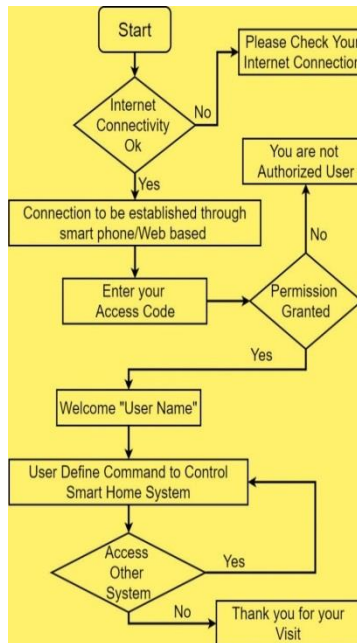 Start
Please Check Your
Internet Connection
Internet
Connectivity
Ok
No
Yes
You are not
Authorized User
Connection to be established through
smart phone/Web based
No
Enter your
Access Code
Permission
Granted
Yes
Welcome "User Name"
User Define Command to Control
Smart Home System
Access
Other
System
Yes
No
Thank you for your
Visit